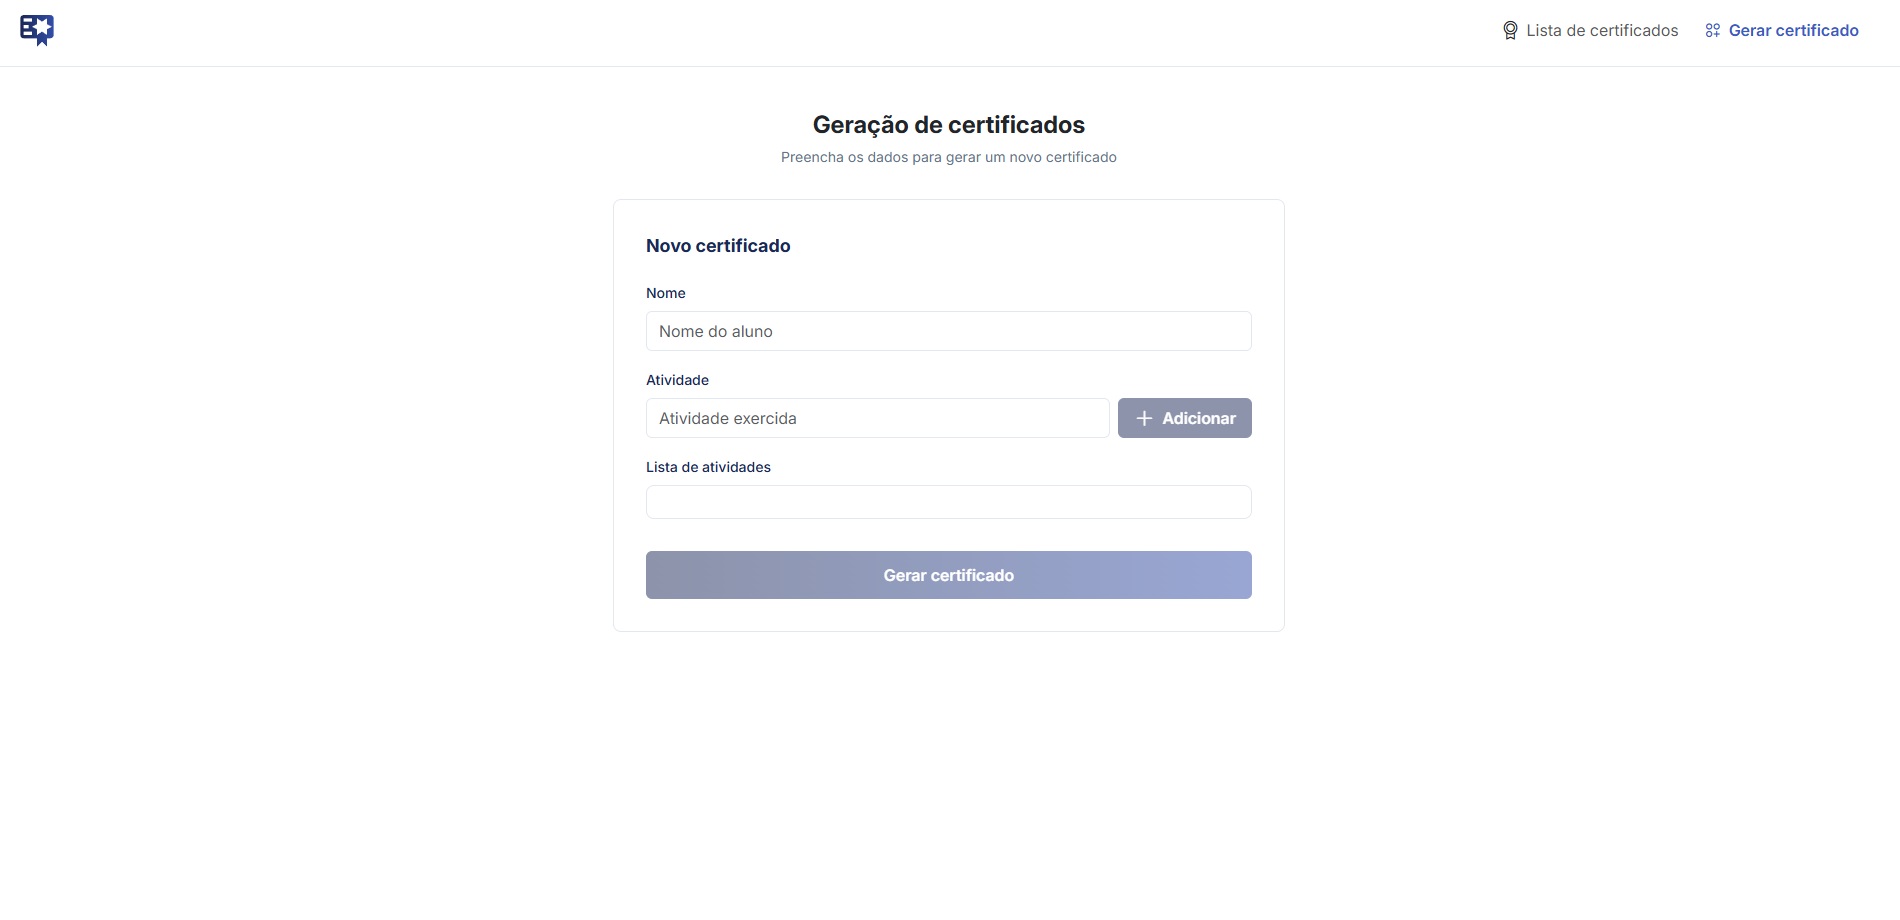 Lista de certificados
Gerar certificado
Geração de certificados
Preencha os dados para gerar um novo certificado
Novo certificado
Nome
Nome do aluno
Atividade
Atividade exercida
Adicionar
Lista de atividades
Gerar certificado